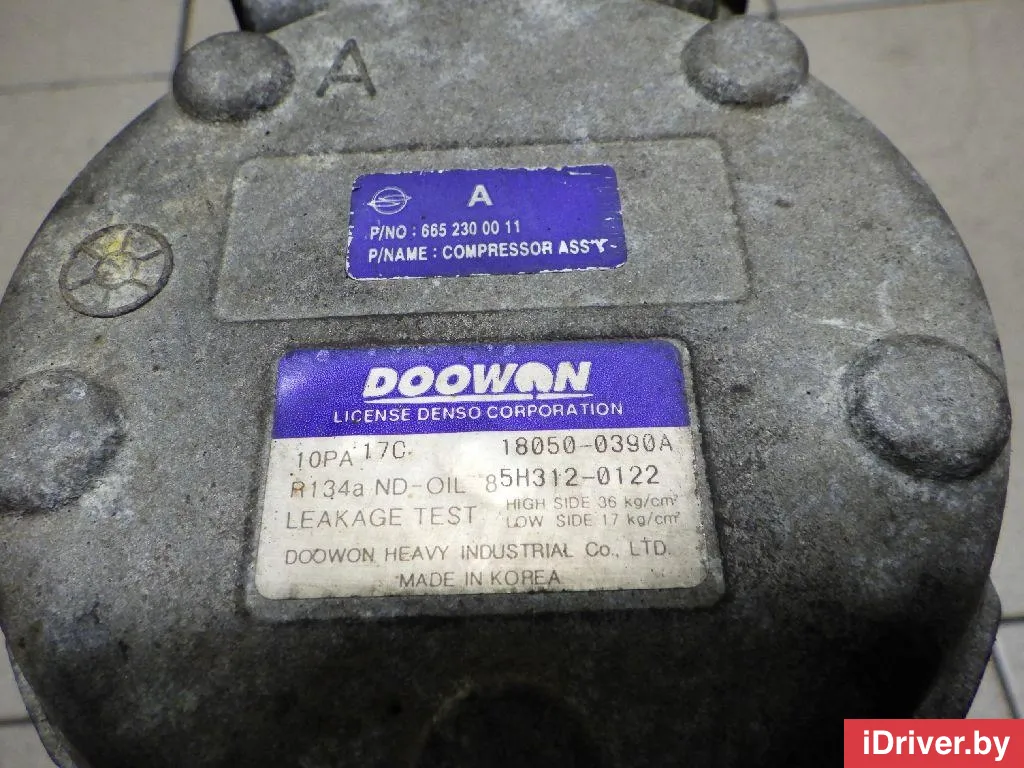 A
A
P/NO : 665 230 00 11
P/NAME : COMPRESSOR ASS'Y
DOOWON
LICENSE DENSO CORPORATION
10PA 17C 18050-0390A
R134a ND-OIL 8 5H312-0122
LEAKAGE TEST HIGH SIDE 36 kg/cm²
LOW SIDE 17 kg/cm²
DOOWON HEAVY INDUSTRIAL Co., LTD.
MADE IN KOREA
iDriver.by